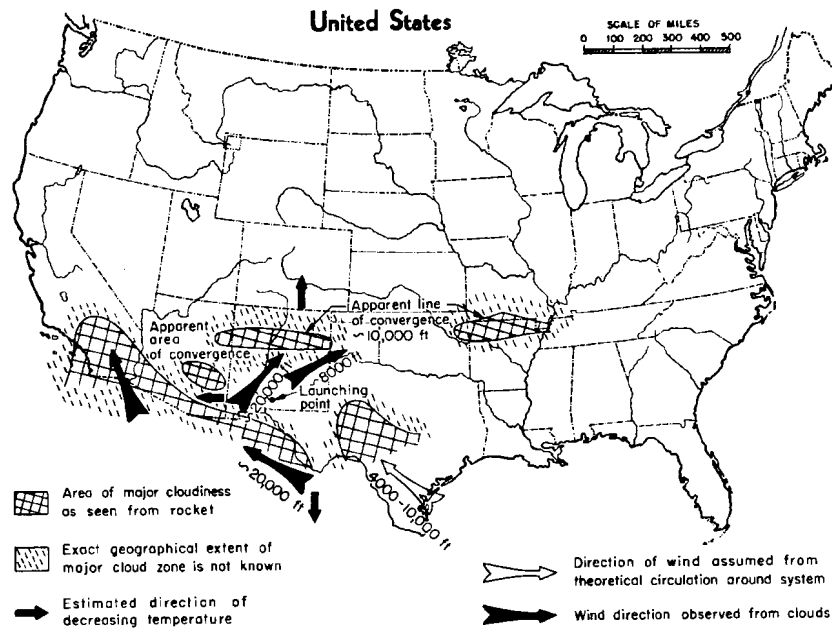 United States
SCALE OF MILES
0 100 200 300 400 500
Apparent line
of convergence
~10,000 ft
Apparent
area
of convergence
~20,000 ft
~8000 ft
Launching
point
~20,000 ft
4000-10,000 ft
Area of major cloudiness
as seen from rocket
Exact geographical extent of
major cloud zone is not known
Estimated direction of
decreasing temperature
Direction of wind assumed from
theoretical circulation around system
Wind direction observed from clouds